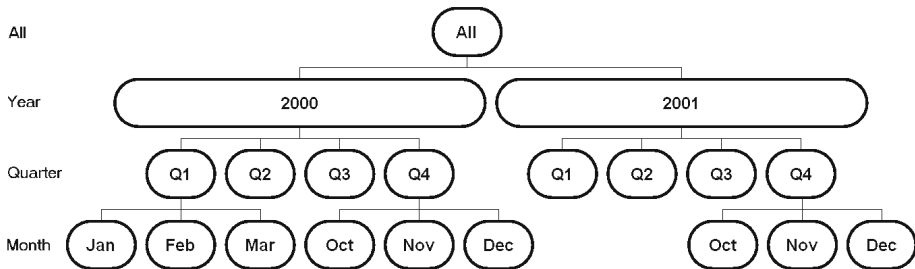 All All
Year 2000 2001
Quarter Q1 Q2 Q3 Q4 Q1 Q2 Q3 Q4
Month Jan Feb Mar Oct Nov Dec Oct Nov Dec